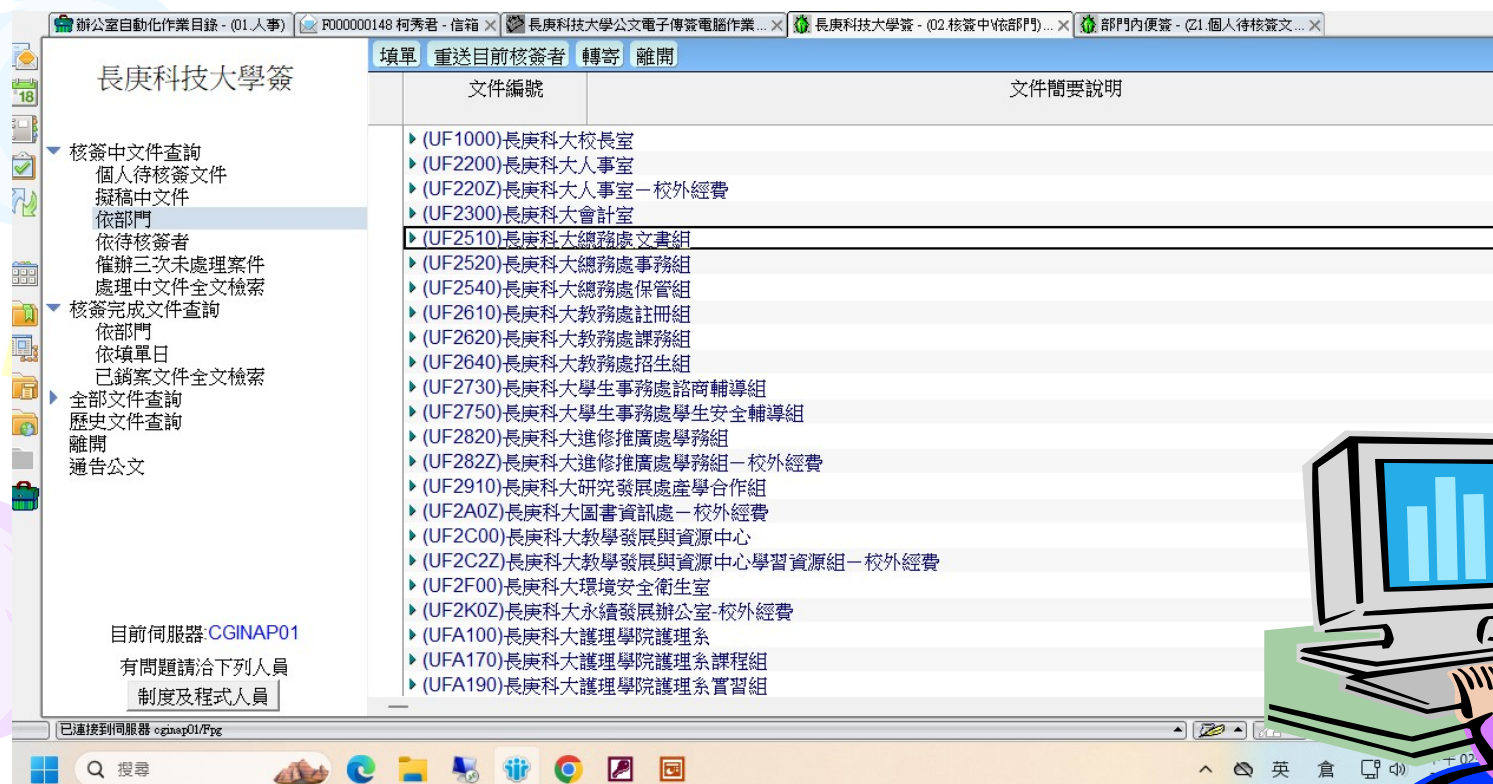 辦公室自動化作業目錄 - (01.人事)
F000000148 柯秀君 - 信箱
長庚科技大學公文電子傳簽電腦作業...
長庚科技大學簽 - (02.核簽中\依部門)...
部門內便簽 - (Z1.個人待核簽文...
填單 重送目前核簽者 轉寄 離開
18
長庚科技大學簽
文件編號 文件簡要說明
核簽中文件查詢
個人待核簽文件
擬稿中文件
依部門
依待核簽者
催辦三次未處理案件
處理中文件全文檢索
核簽完成文件查詢
依部門
依填單日
已銷案文件全文檢索
全部文件查詢
歷史文件查詢
離開
通告公文
目前伺服器:CGINAP01
有問題請洽下列人員
制度及程式人員
(UF1000)長庚科大校長室
(UF2200)長庚科大人事室
(UF220Z)長庚科大人事室－校外經費
(UF2300)長庚科大會計室
(UF2510)長庚科大總務處文書組
(UF2520)長庚科大總務處事務組
(UF2540)長庚科大總務處保管組
(UF2610)長庚科大教務處註冊組
(UF2620)長庚科大教務處課務組
(UF2640)長庚科大教務處招生組
(UF2730)長庚科大學生事務處諮商輔導組
(UF2750)長庚科大學生事務處學生安全輔導組
(UF2820)長庚科大進修推廣處學務組
(UF282Z)長庚科大進修推廣處學務組－校外經費
(UF2910)長庚科大研究發展處產學合作組
(UF2A0Z)長庚科大圖書資訊處－校外經費
(UF2C00)長庚科大教學發展與資源中心
(UF2C2Z)長庚科大教學發展與資源中心學習資源組－校外經費
(UF2F00)長庚科大環境安全衛生室
(UF2K0Z)長庚科大永續發展辦公室-校外經費
(UFA100)長庚科大護理學院護理系
(UFA170)長庚科大護理學院護理系課程組
(UFA190)長庚科大護理學院護理系實習組
已連接到伺服器 cginap01/Fpg
搜尋
英 倉